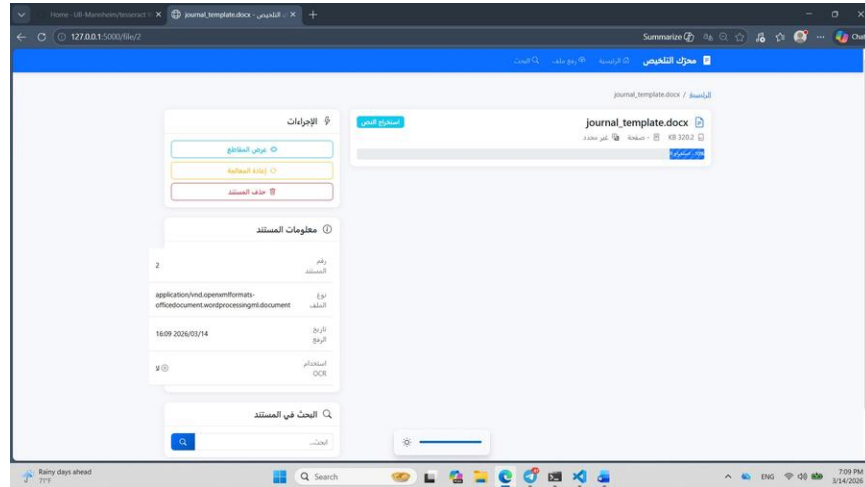 Home - UB-Mannheim/tesseract
journal_template.docx - التلخيص
127.0.0.1:5000/file/2
Summarize
Chat
محرّك التلخيص
الرئيسية
رفع ملف
البحث
الرئيسية / journal_template.docx
journal_template.docx
استخراج النص
320.2 KB
- صفحة
غير محدد
الإجراءات
عرض المقاطع
إعادة المعالجة
حذف المستند
معلومات المستند
رقم المستند
2
نوع الملف
application/vnd.openxmlformats-
officedocument.wordprocessingml.document
تاريخ الرفع
2026/03/14 16:09
استخدام OCR
لا
البحث في المستند
ابحث...
Rainy days ahead
71°F
Search
ENG
7:09 PM
3/14/2026